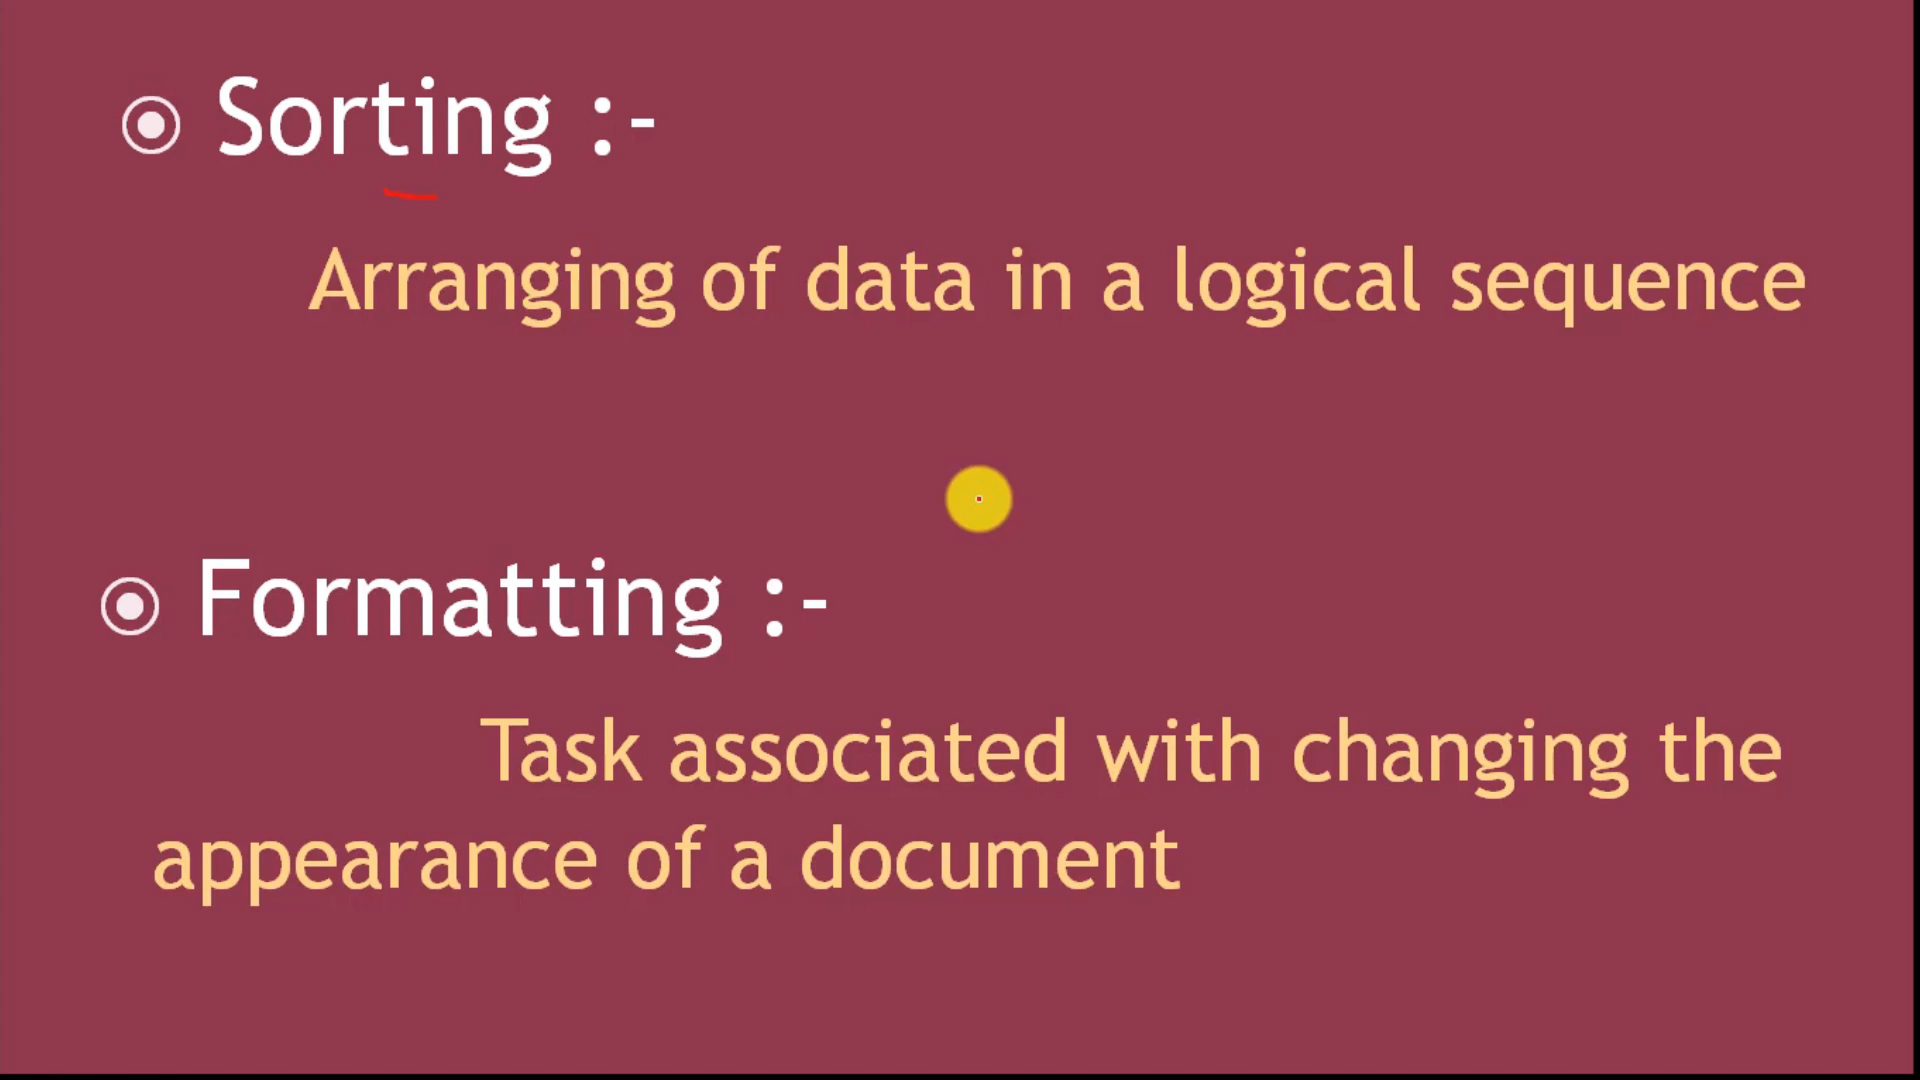 Sorting :-
Arranging of data in a logical sequence
Formatting :-
Task associated with changing the
appearance of a document